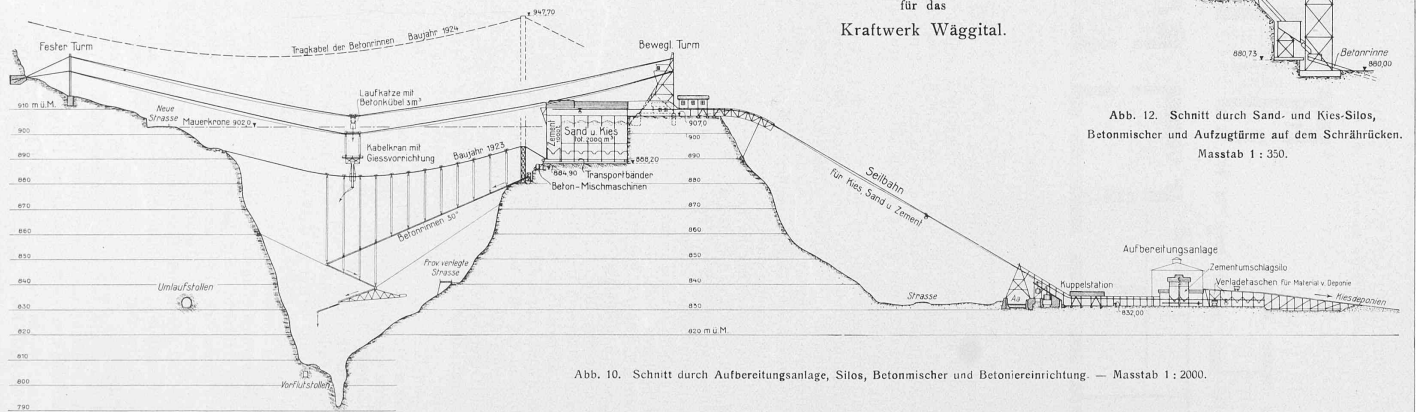 für das
Kraftwerk Wäggital.
947,70
Tragkabel der Betonrinnen Baujahr 1924
Fester Turm
Bewegl. Turm
Laufkatze mit
Betonkübel 3m³
910 m ü.M.
Neue
Strasse
Mauerkrone 902.0
900
Kabelkran mit
Giessvorrichtung
Baujahr 1923
Zement
Sand u. Kies
tot. 2000 m³
907.0
888,20
884,90
Transportbänder
Beton-Mischmaschinen
890
880
870
860
850
840
830
820
810
800
790
Betonrinnen 30°
Prov. verlegte
Strasse
Umlaufstollen
Vorflutstollen
890
880
870
860
850
840
830
820 m ü.M.
Seilbahn
für Kies, Sand u. Zement
Strasse
Aa
Kuppelstation
832,00
Aufbereitungsanlage
Zementumschlagsilo
Verladetaschen für Material v. Deponie
Kiesdeponien
880,73
Betonrinne
880,00
Abb. 12. Schnitt durch Sand- und Kies-Silos,
Betonmischer und Aufzugtürme auf dem Schrährücken.
Masstab 1 : 350.
Abb. 10. Schnitt durch Aufbereitungsanlage, Silos, Betonmischer und Betoniereinrichtung. — Masstab 1 : 2000.